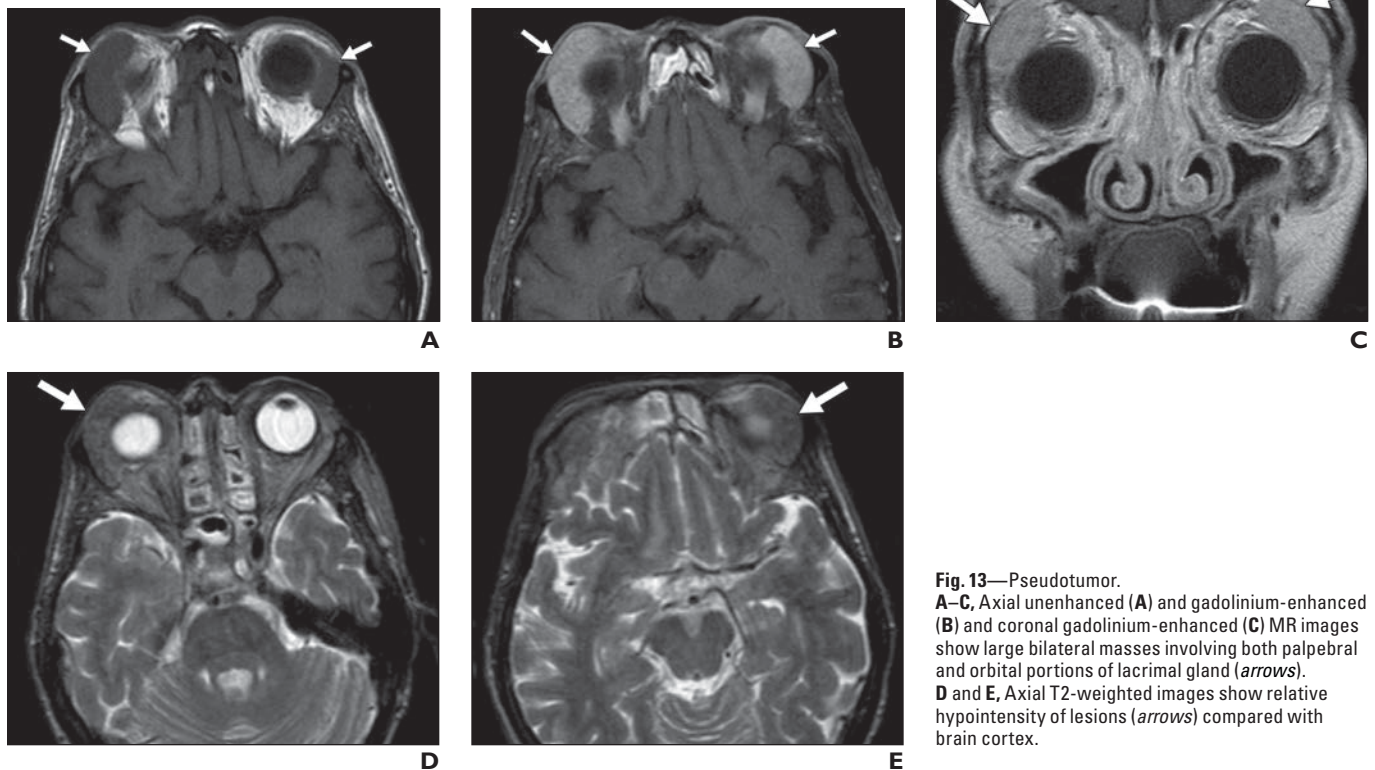 A
B
C
D
E
Fig. 13—Pseudotumor.
A–C, Axial unenhanced (A) and gadolinium-enhanced
(B) and coronal gadolinium-enhanced (C) MR images
show large bilateral masses involving both palpebral
and orbital portions of lacrimal gland (arrows).
D and E, Axial T2-weighted images show relative
hypointensity of lesions (arrows) compared with
brain cortex.